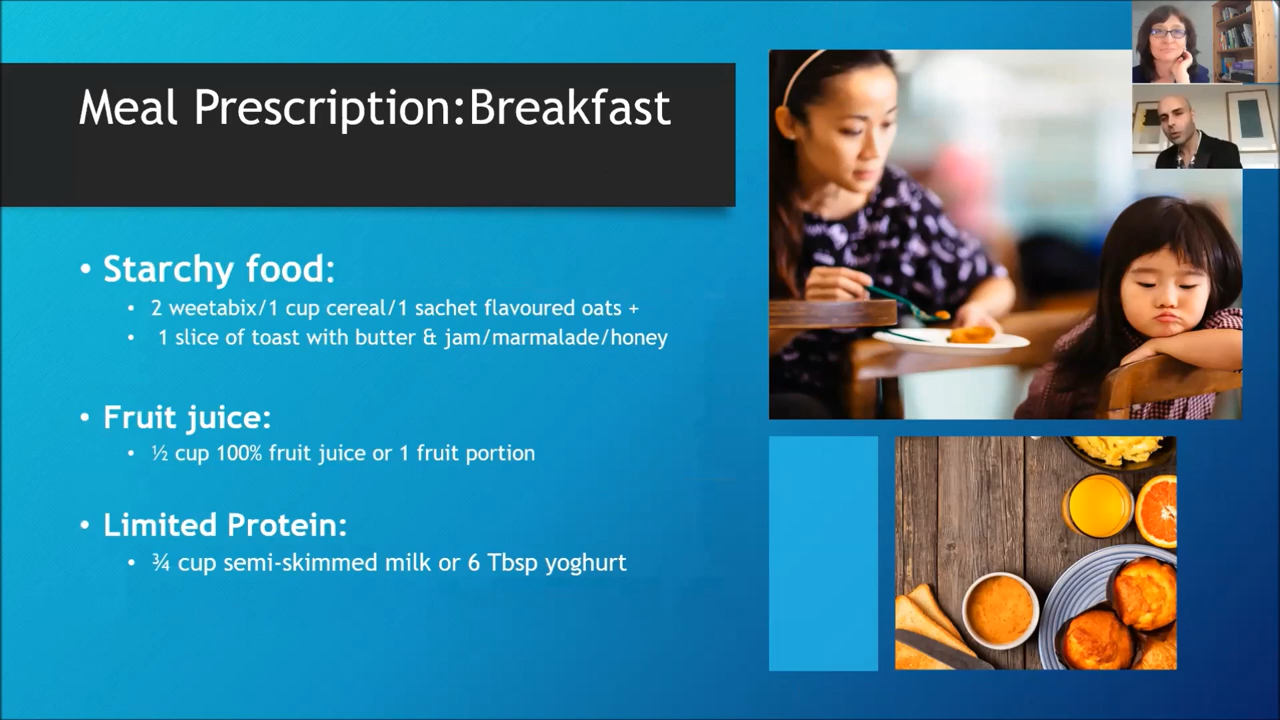 Meal Prescription:Breakfast
• Starchy food:
• 2 weetabix/1 cup cereal/1 sachet flavoured oats +
• 1 slice of toast with butter & jam/marmalade/honey
• Fruit juice:
• ½ cup 100% fruit juice or 1 fruit portion
• Limited Protein:
• ¾ cup semi-skimmed milk or 6 Tbsp yoghurt